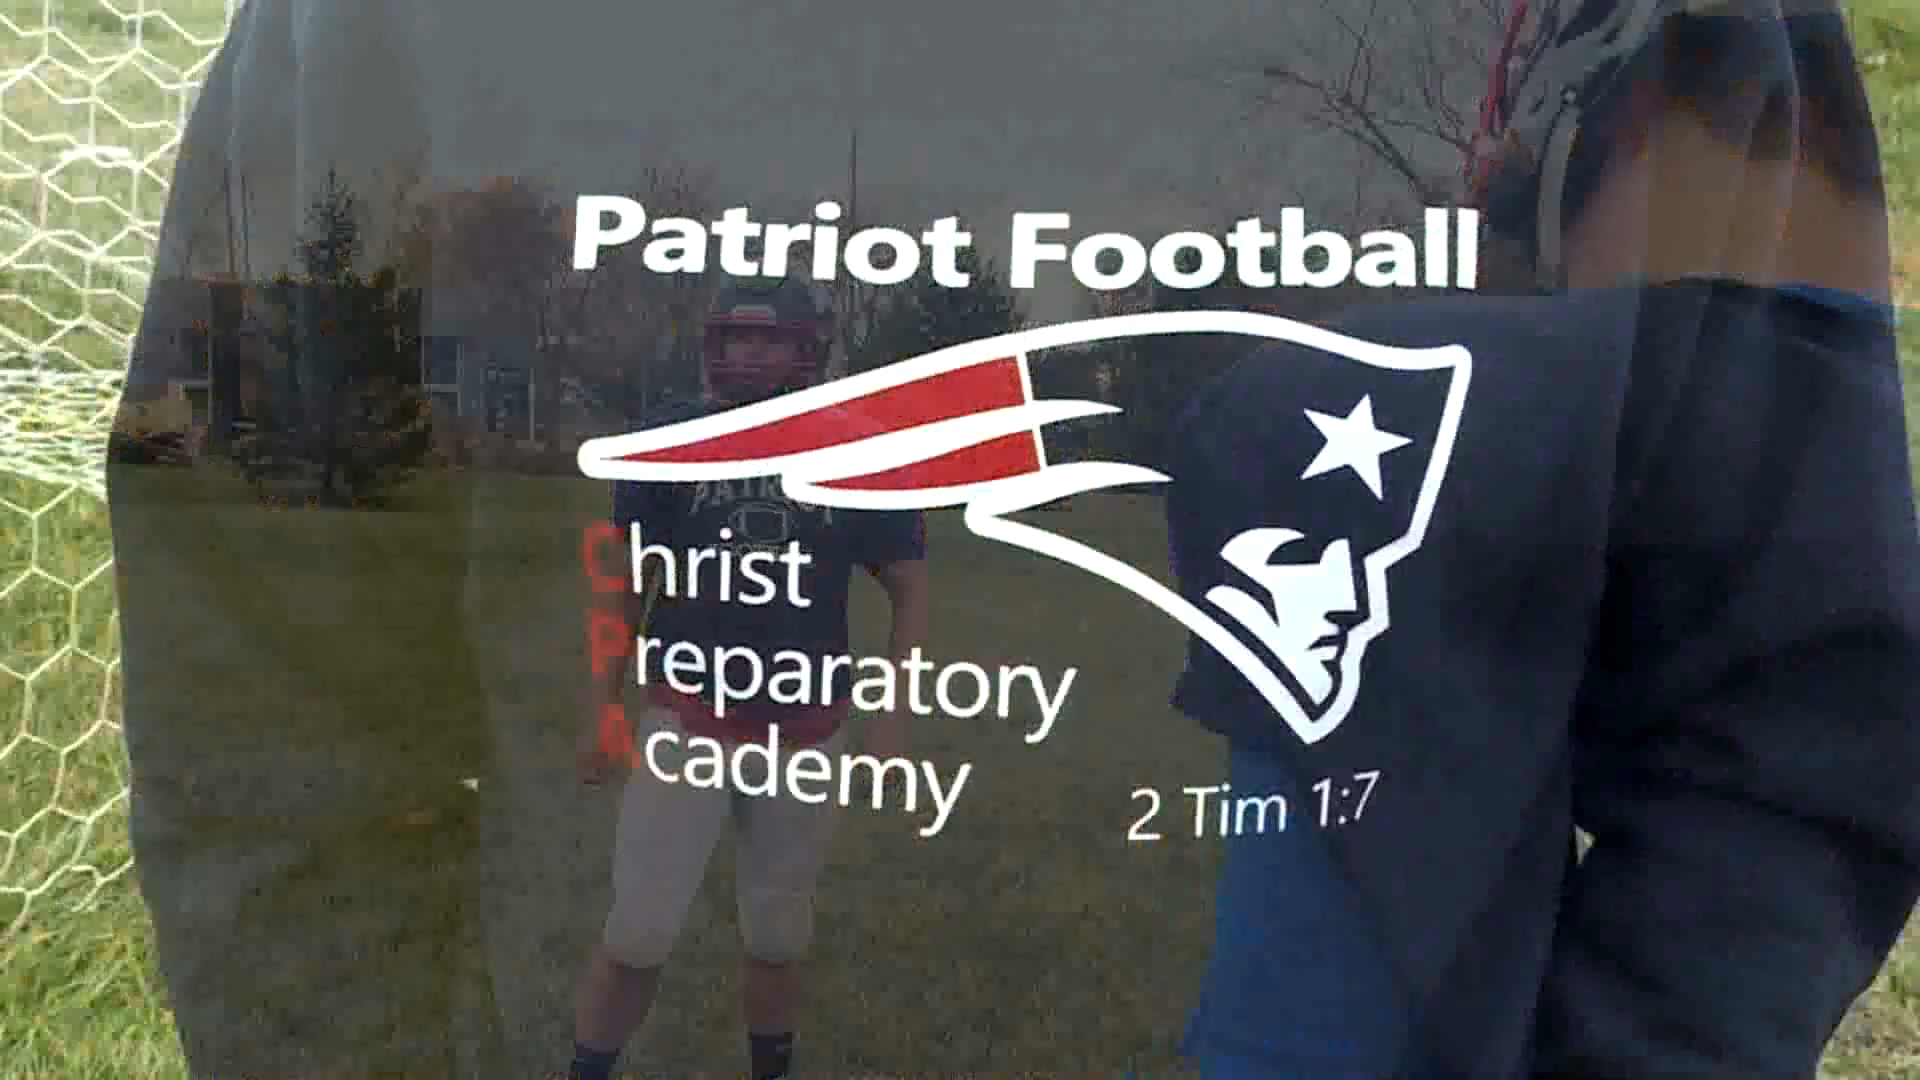 Patriot Football
Christ
Preparatory
Academy
2 Tim 1:7